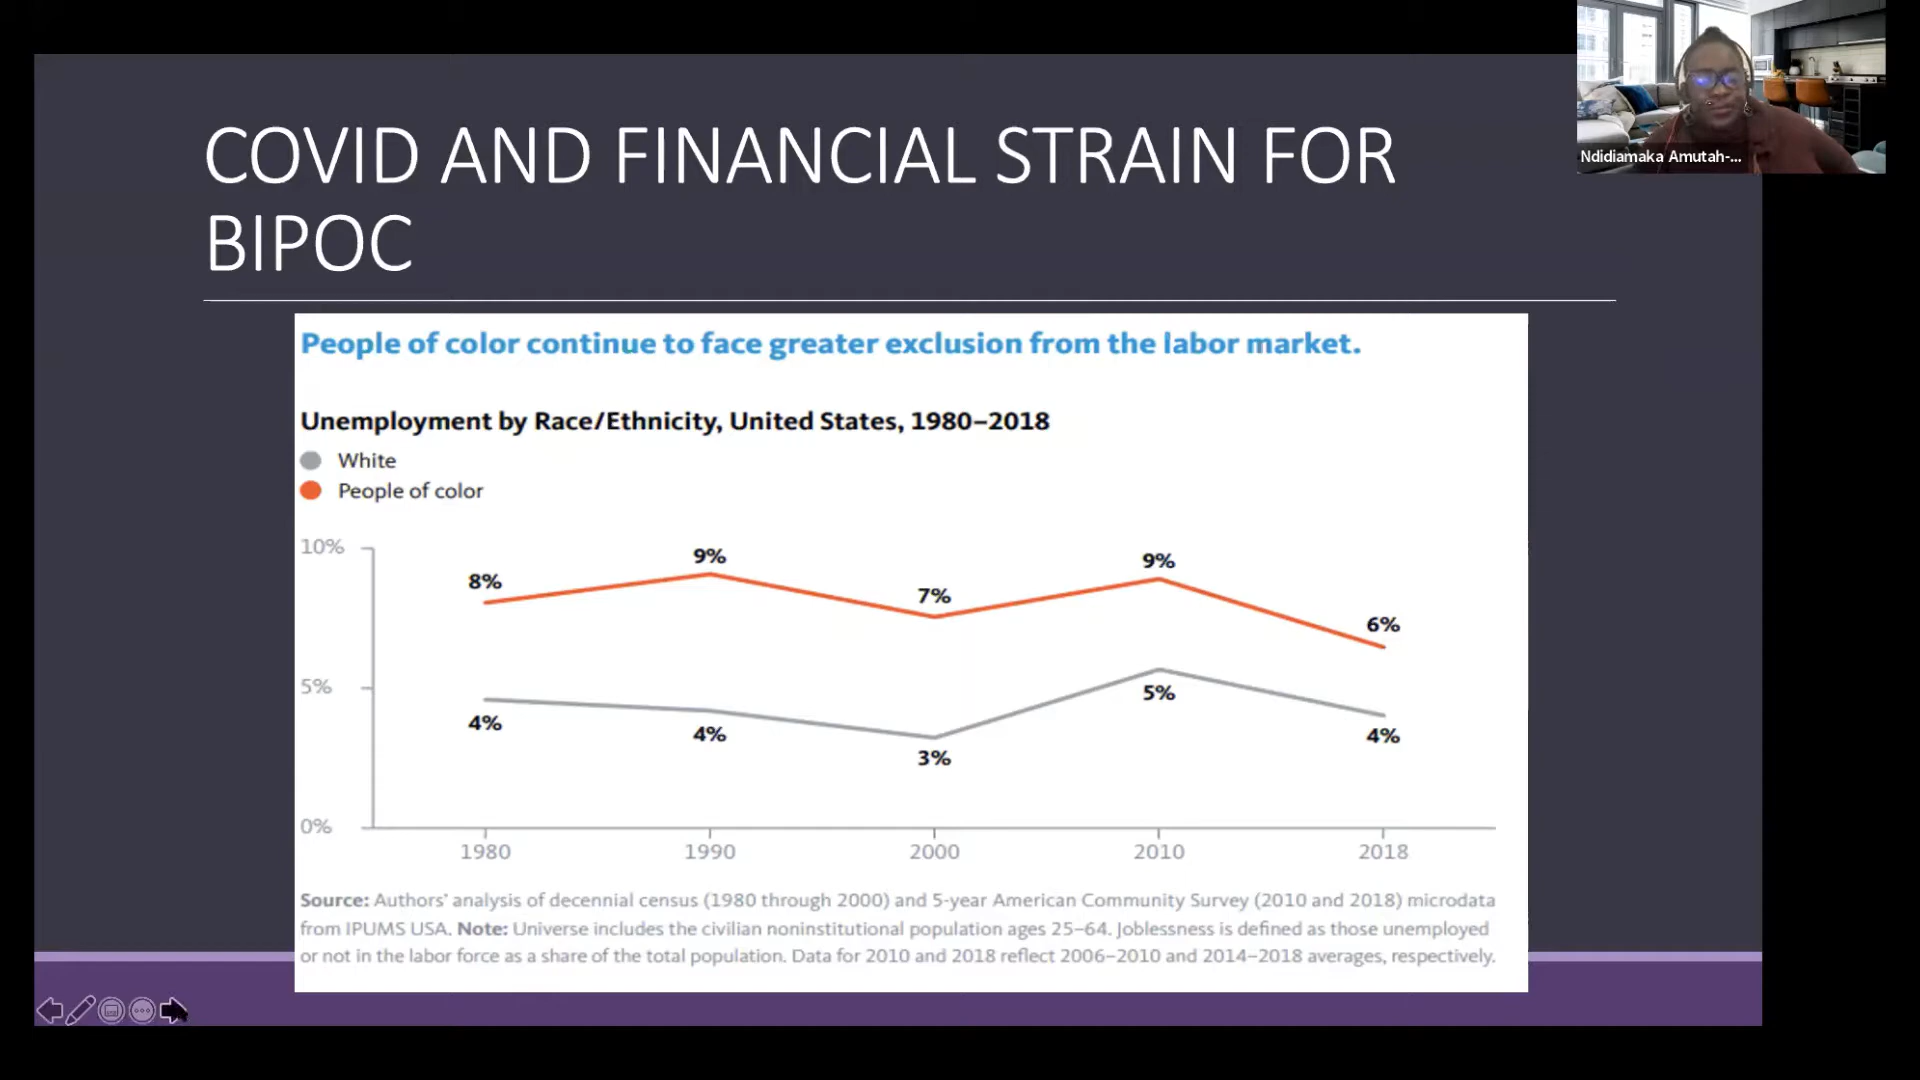 COVID AND FINANCIAL STRAIN FOR
BIPOC
Ndidiamaka Amutah-...
People of color continue to face greater exclusion from the labor market.
Unemployment by Race/Ethnicity, United States, 1980–2018
White
People of color
10%
5%
0%
8%
9%
7%
9%
6%
4%
4%
3%
5%
4%
1980
1990
2000
2010
2018
Source: Authors' analysis of decennial census (1980 through 2000) and 5-year American Community Survey (2010 and 2018) microdata
from IPUMS USA. Note: Universe includes the civilian noninstitutional population ages 25–64. Joblessness is defined as those unemployed
or not in the labor force as a share of the total population. Data for 2010 and 2018 reflect 2006–2010 and 2014–2018 averages, respectively.